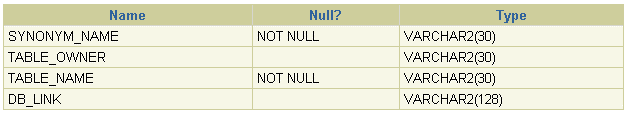 Name Null? Type
SYNONYM_NAME NOT NULL VARCHAR2(30)
TABLE_OWNER VARCHAR2(30)
TABLE_NAME NOT NULL VARCHAR2(30)
DB_LINK VARCHAR2(128)